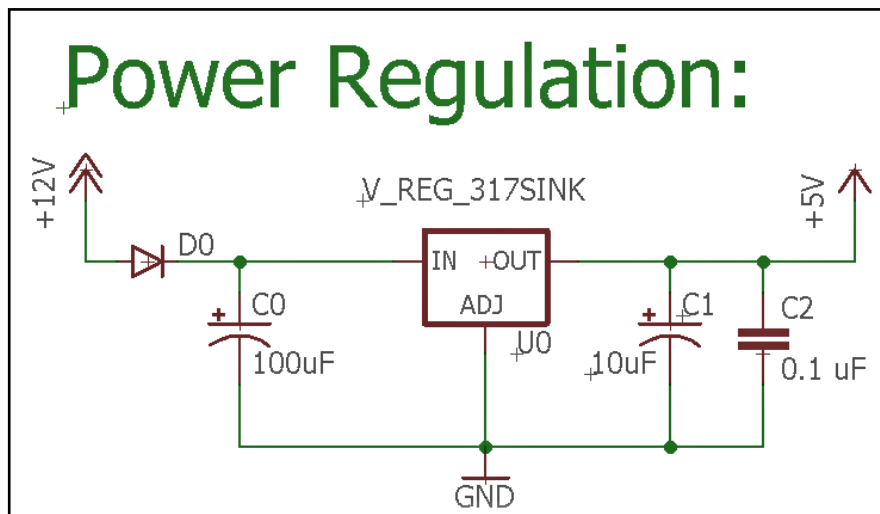 Power Regulation:
+12V
V_REG_317SINK
+5V
D0
IN
OUT
ADJ
C0
100uF
U0
C1
10uF
C2
0.1 uF
GND